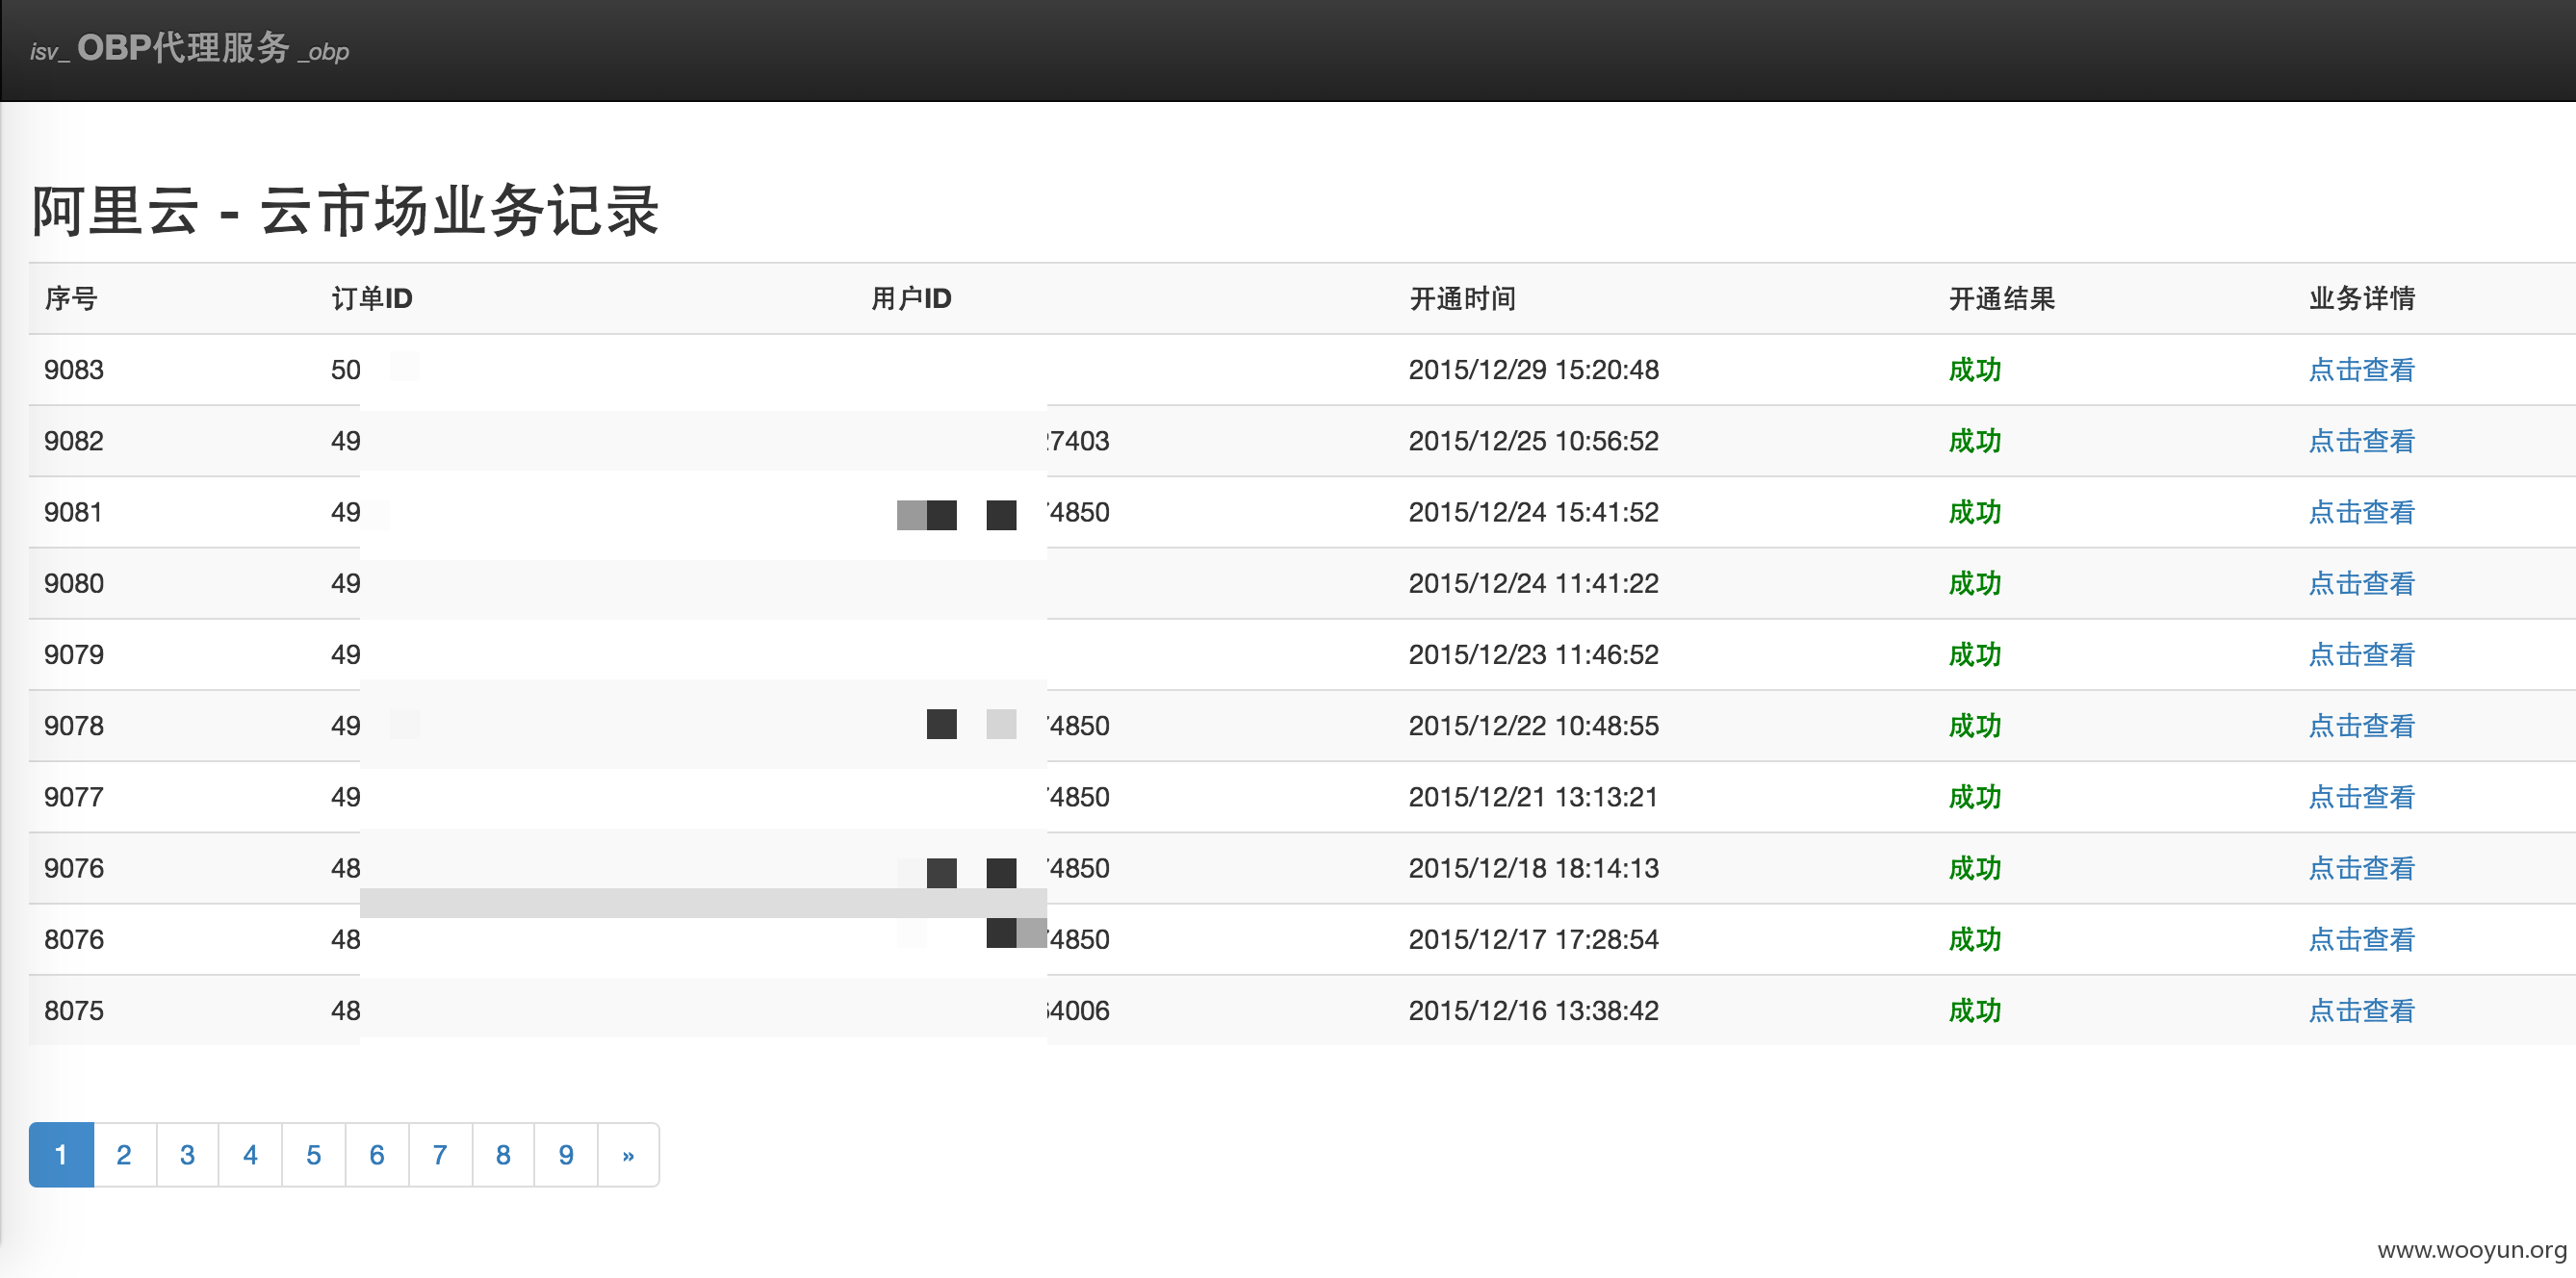 isv_ OBP代理服务 _obp
阿里云 - 云市场业务记录
序号 订单ID 用户ID 开通时间 开通结果 业务详情
9083 50 2015/12/29 15:20:48 成功 点击查看
9082 49 7403 2015/12/25 10:56:52 成功 点击查看
9081 49 4850 2015/12/24 15:41:52 成功 点击查看
9080 49 2015/12/24 11:41:22 成功 点击查看
9079 49 2015/12/23 11:46:52 成功 点击查看
9078 49 4850 2015/12/22 10:48:55 成功 点击查看
9077 49 4850 2015/12/21 13:13:21 成功 点击查看
9076 48 4850 2015/12/18 18:14:13 成功 点击查看
8076 48 4850 2015/12/17 17:28:54 成功 点击查看
8075 48 4006 2015/12/16 13:38:42 成功 点击查看
1 2 3 4 5 6 7 8 9 »
www.wooyun.org